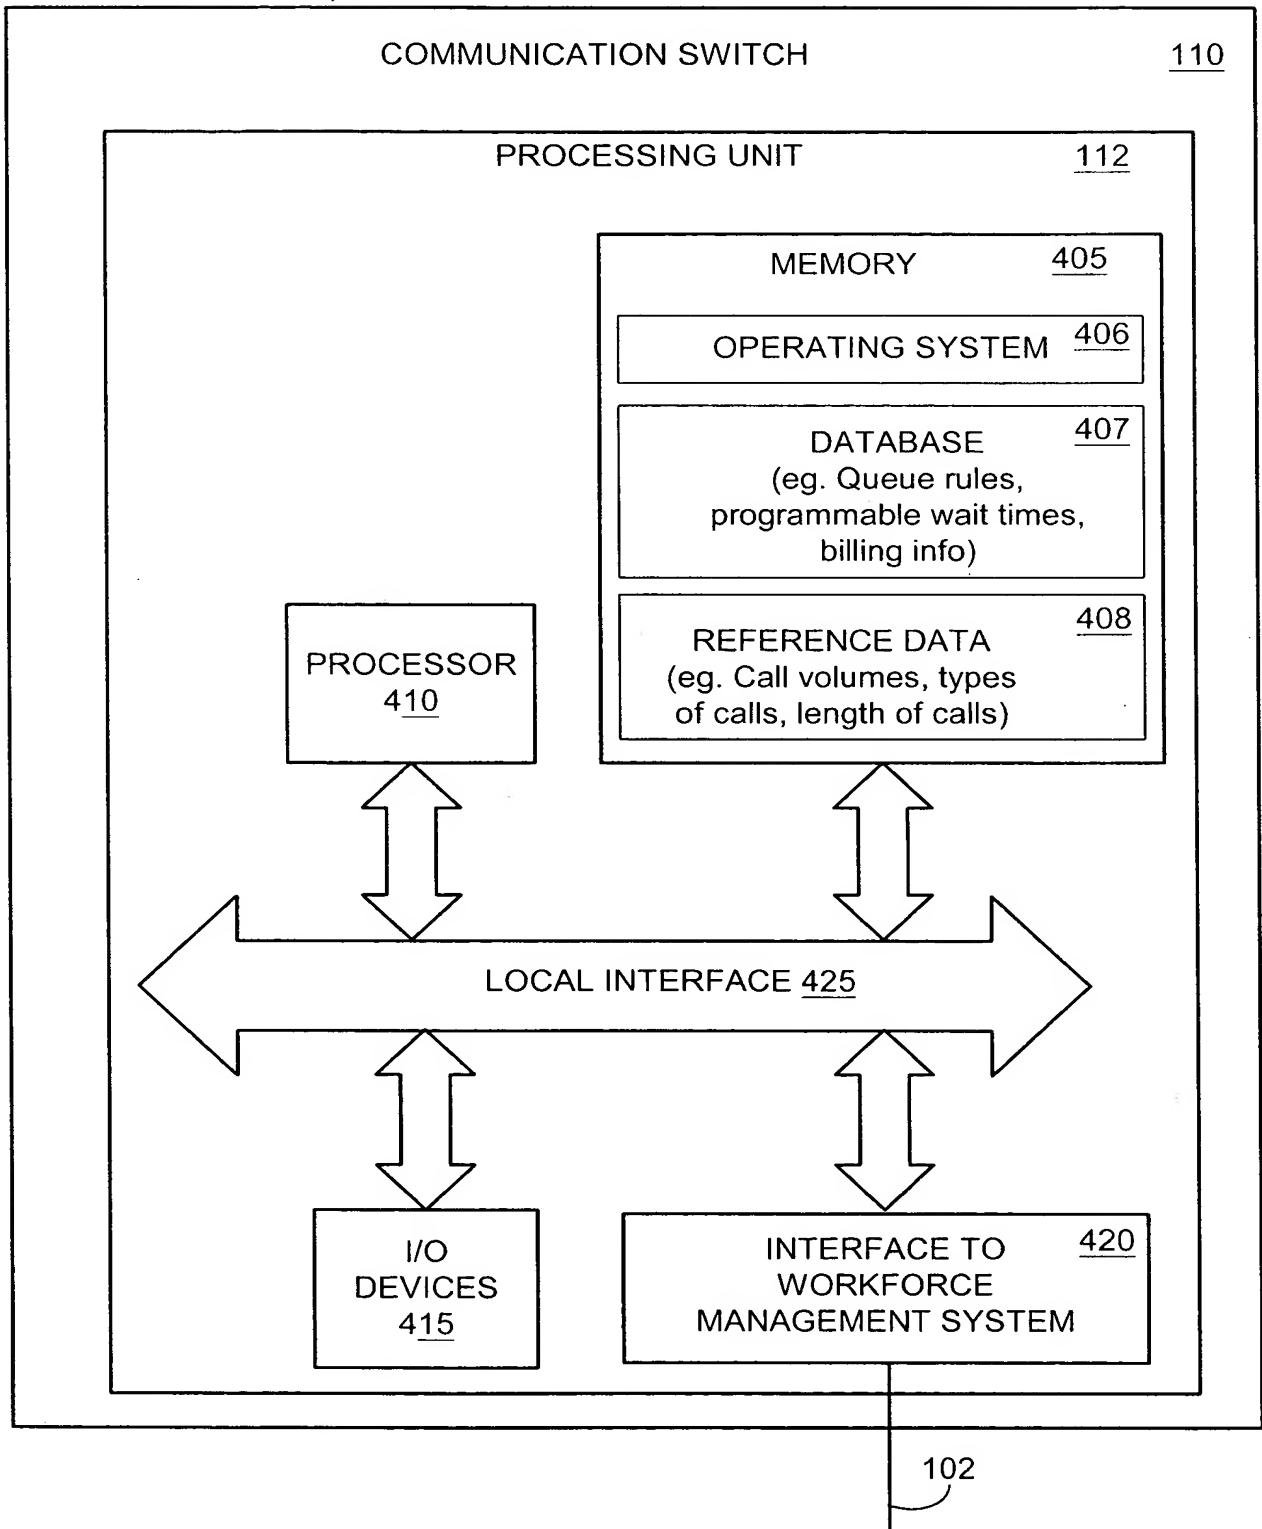 COMMUNICATION SWITCH 110
PROCESSING UNIT 112
MEMORY 405
OPERATING SYSTEM 406
DATABASE 407
(eg. Queue rules,
programmable wait times,
billing info)
REFERENCE DATA 408
(eg. Call volumes, types
of calls, length of calls)
PROCESSOR
410
LOCAL INTERFACE 425
I/O
DEVICES
415
INTERFACE TO 420
WORKFORCE
MANAGEMENT SYSTEM
102